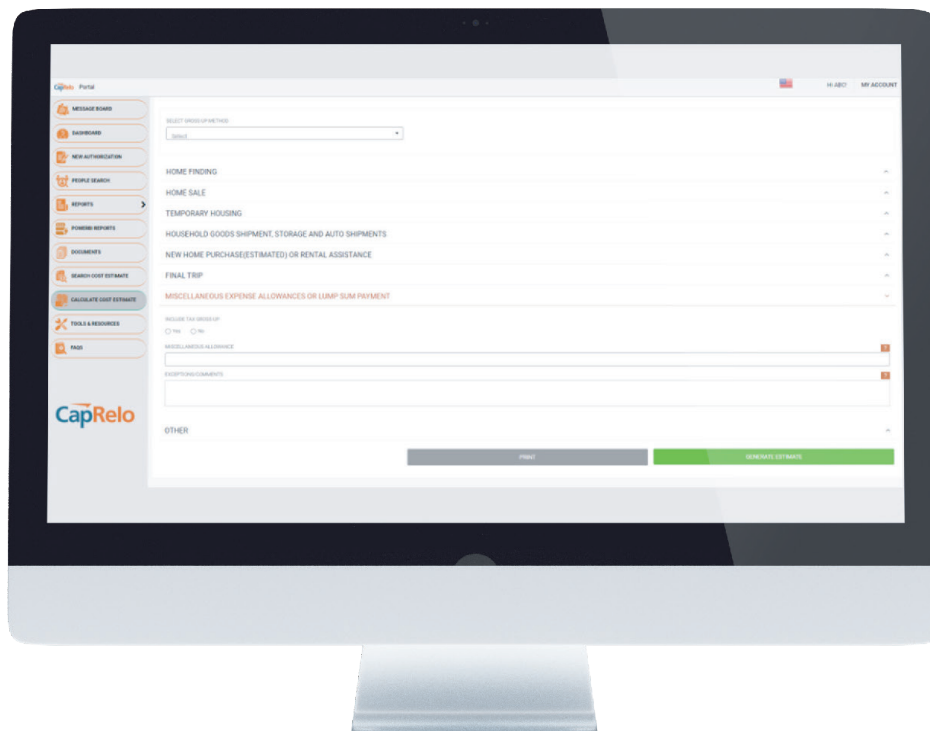 CapRelo Portal
HI ABC!
MY ACCOUNT
MESSAGE BOARD
DASHBOARD
NEW AUTHORIZATION
PEOPLE SEARCH
REPORTS
POWERBI REPORTS
DOCUMENTS
SEARCH COST ESTIMATE
CALCULATE COST ESTIMATE
TOOLS & RESOURCES
FAQS
CapRelo
SELECT GROSS UP METHOD
Select
HOME FINDING
HOME SALE
TEMPORARY HOUSING
HOUSEHOLD GOODS SHIPMENT, STORAGE AND AUTO SHIPMENTS
NEW HOME PURCHASE(ESTIMATED) OR RENTAL ASSISTANCE
FINAL TRIP
MISCELLANEOUS EXPENSE ALLOWANCES OR LUMP SUM PAYMENT
INCLUDE TAX GROSS-UP
Yes No
MISCELLANEOUS ALLOWANCE
?
EXCEPTIONS/COMMENTS
?
OTHER
PRINT
GENERATE ESTIMATE